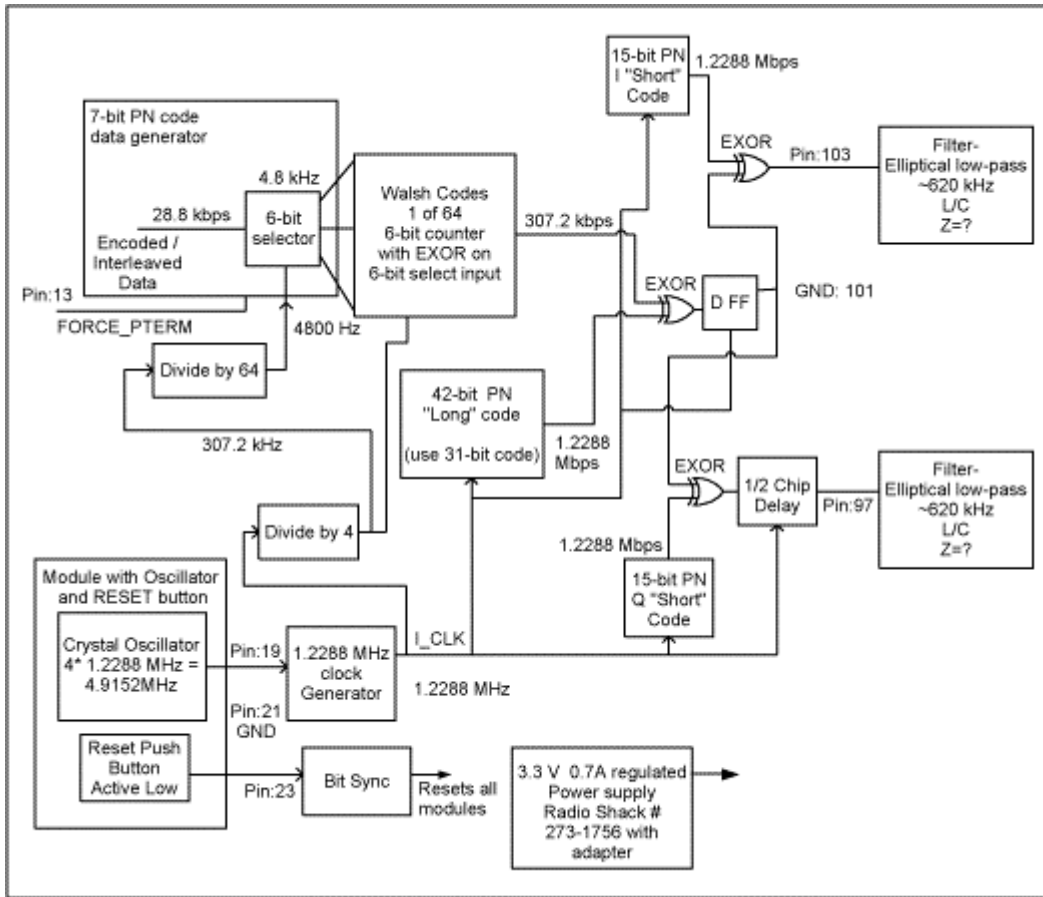 15-bit PN
I "Short"
Code
1.2288 Mbps
7-bit PN code
data generator
EXOR
Pin:103
Filter-
Elliptical low-pass
~620 kHz
L/C
Z=?
4.8 kHz
28.8 kbps
6-bit
selector
Encoded /
Interleaved
Data
Walsh Codes
1 of 64
6-bit counter
with EXOR on
6-bit select input
307.2 kbps
EXOR
D FF
GND: 101
Pin:13
FORCE_PTERM
4800 Hz
Divide by 64
307.2 kHz
42-bit PN
"Long" code
(use 31-bit code)
1.2288
Mbps
EXOR
1/2 Chip
Delay
Pin:97
Filter-
Elliptical low-pass
~620 kHz
L/C
Z=?
Divide by 4
1.2288 Mbps
15-bit PN
Q "Short"
Code
Module with Oscillator
and RESET button
Crystal Oscillator
4* 1.2288 MHz =
4.9152MHz
Pin:19
1.2288 MHz
clock
Generator
I_CLK
1.2288 MHz
Pin:21
GND
Reset Push
Button
Active Low
Pin:23
Bit Sync
Resets all
modules
3.3 V 0.7A regulated
Power supply
Radio Shack #
273-1756 with
adapter